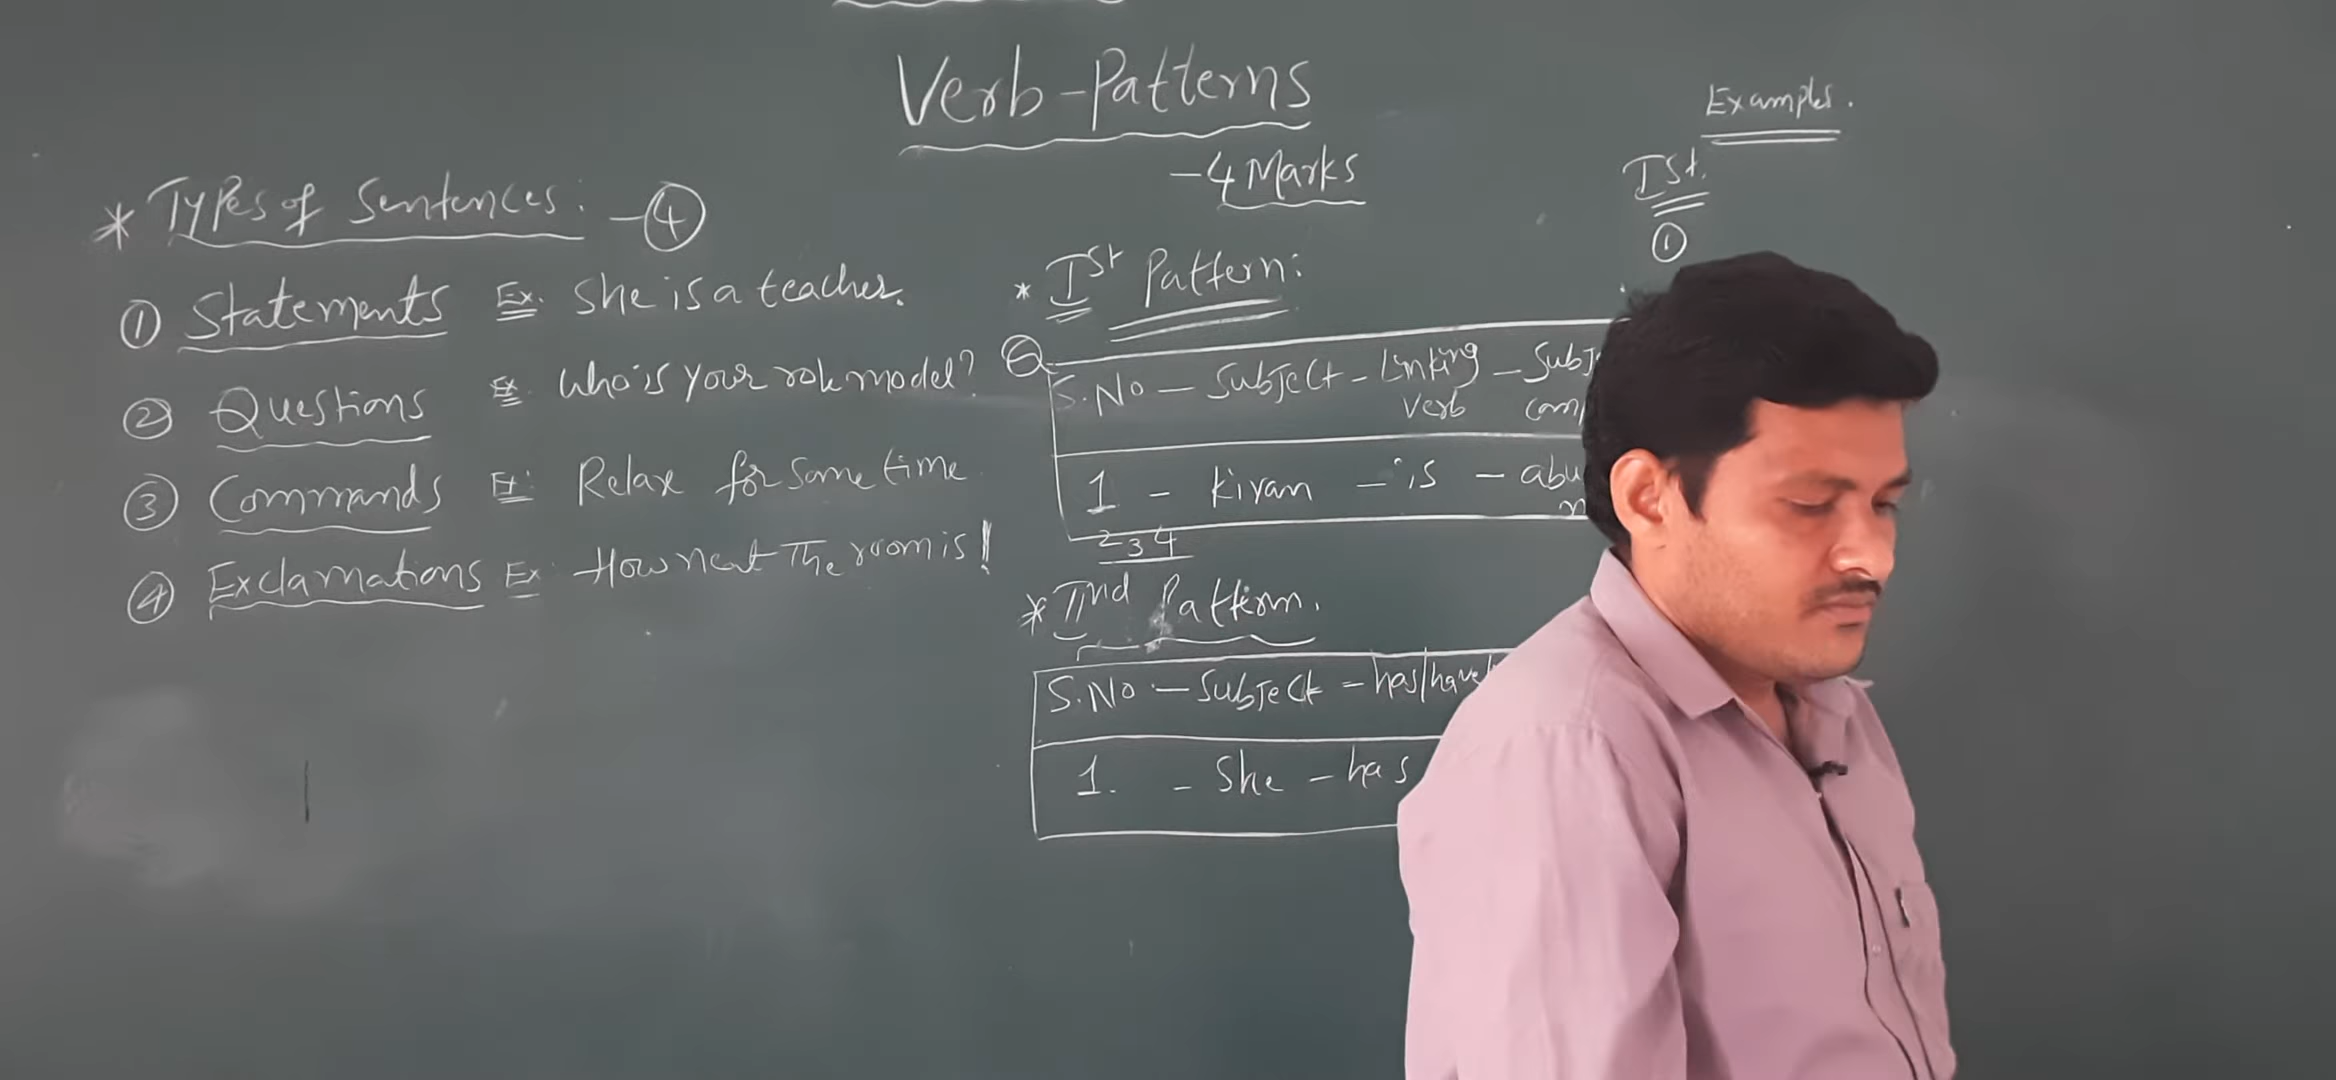 Verb-Patterns
- 4 Marks
* Types of Sentences: - 4
1 Statements Ex. She is a teacher.
2 Questions Ex. Who is your role model?
3 Commands Ex: Relax for some time
4 Exclamations Ex: How neat The room is!
* Ist Pattern:
S.No - Subject - Linking Verb -
1 - Kiran - is -
2 3 4
* IInd Pattern.
S.No - Subject - has/have
1. - She - has
Examples.
Ist.
1